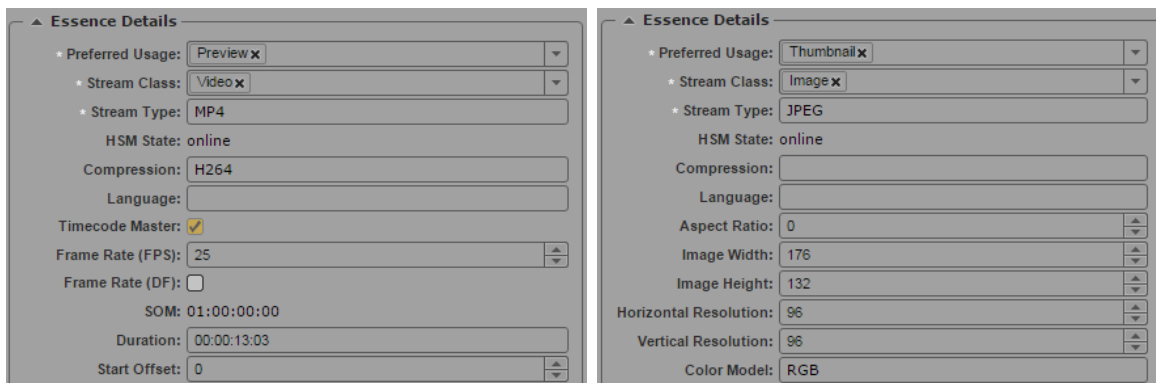 Essence Details
* Preferred Usage: Preview x
* Stream Class: Video x
* Stream Type: MP4
HSM State: online
Compression: H264
Language:
Timecode Master:
Frame Rate (FPS): 25
Frame Rate (DF):
SOM: 01:00:00:00
Duration: 00:00:13:03
Start Offset: 0
Essence Details
* Preferred Usage: Thumbnail x
* Stream Class: Image x
* Stream Type: JPEG
HSM State: online
Compression:
Language:
Aspect Ratio: 0
Image Width: 176
Image Height: 132
Horizontal Resolution: 96
Vertical Resolution: 96
Color Model: RGB